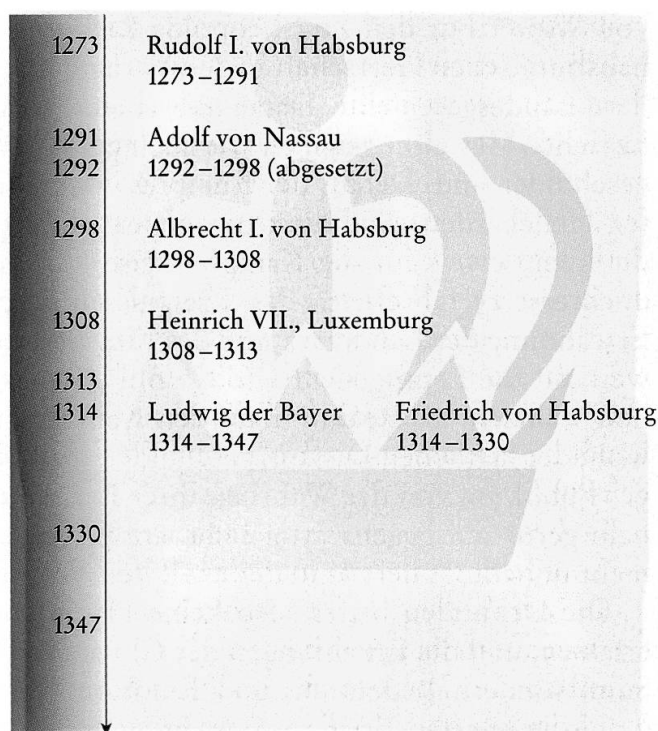 1273 Rudolf I. von Habsburg
1273–1291
1291 Adolf von Nassau
1292 1292–1298 (abgesetzt)
1298 Albrecht I. von Habsburg
1298–1308
1308 Heinrich VII., Luxemburg
1308–1313
1313
1314 Ludwig der Bayer Friedrich von Habsburg
1314–1347 1314–1330
1330
1347